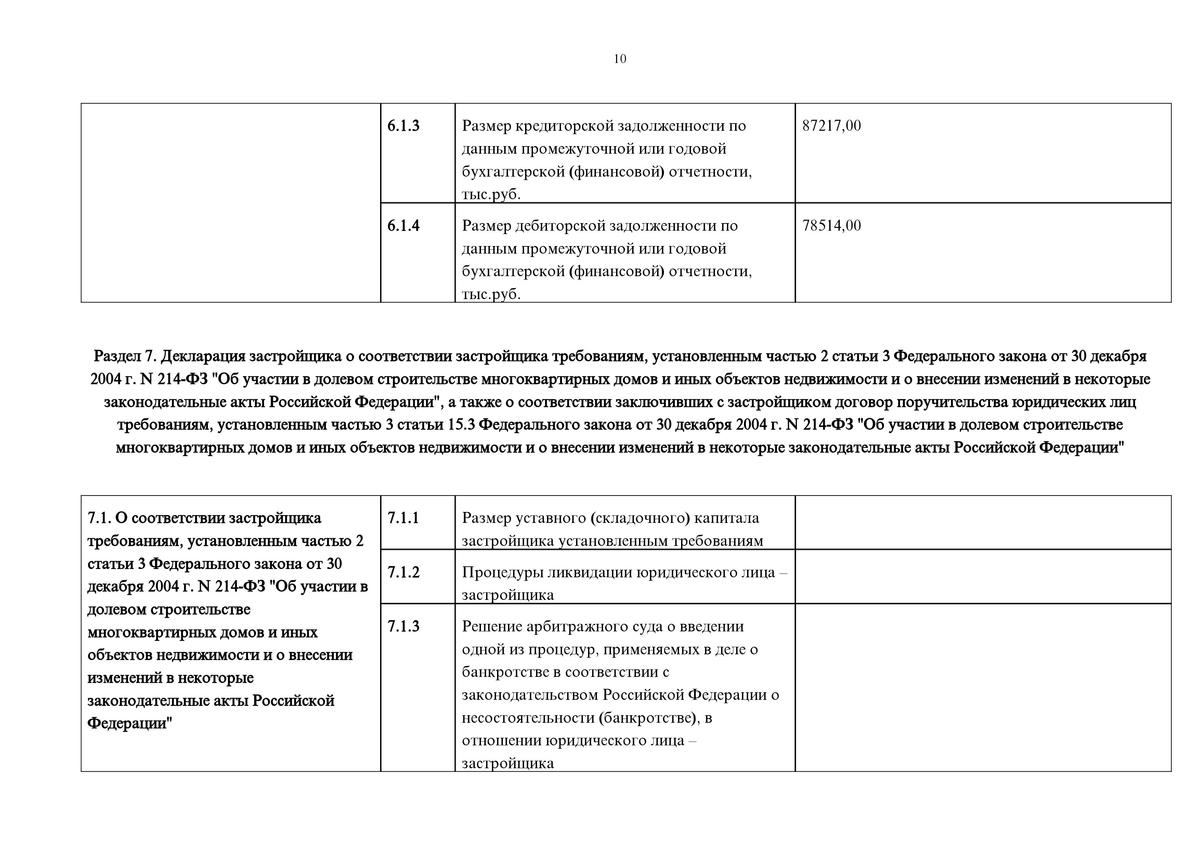 10
6.1.3
Размер кредиторской задолженности по
данным промежуточной или годовой
бухгалтерской (финансовой) отчетности,
тыс.руб.
87217,00
6.1.4
Размер дебиторской задолженности по
данным промежуточной или годовой
бухгалтерской (финансовой) отчетности,
тыс.руб.
78514,00
Раздел 7. Декларация застройщика о соответствии застройщика требованиям, установленным частью 2 статьи 3 Федерального закона от 30 декабря
2004 г. N 214-ФЗ "Об участии в долевом строительстве многоквартирных домов и иных объектов недвижимости и о внесении изменений в некоторые
законодательные акты Российской Федерации", а также о соответствии заключивших с застройщиком договор поручительства юридических лиц
требованиям, установленным частью 3 статьи 15.3 Федерального закона от 30 декабря 2004 г. N 214-ФЗ "Об участии в долевом строительстве
многоквартирных домов и иных объектов недвижимости и о внесении изменений в некоторые законодательные акты Российской Федерации"
7.1. О соответствии застройщика
требованиям, установленным частью 2
статьи 3 Федерального закона от 30
декабря 2004 г. N 214-ФЗ "Об участии в
долевом строительстве
многоквартирных домов и иных
объектов недвижимости и о внесении
изменений в некоторые
законодательные акты Российской
Федерации"
7.1.1
Размер уставного (складочного) капитала
застройщика установленным требованиям
7.1.2
Процедуры ликвидации юридического лица –
застройщика
7.1.3
Решение арбитражного суда о введении
одной из процедур, применяемых в деле о
банкротстве в соответствии с
законодательством Российской Федерации о
несостоятельности (банкротстве), в
отношении юридического лица –
застройщика